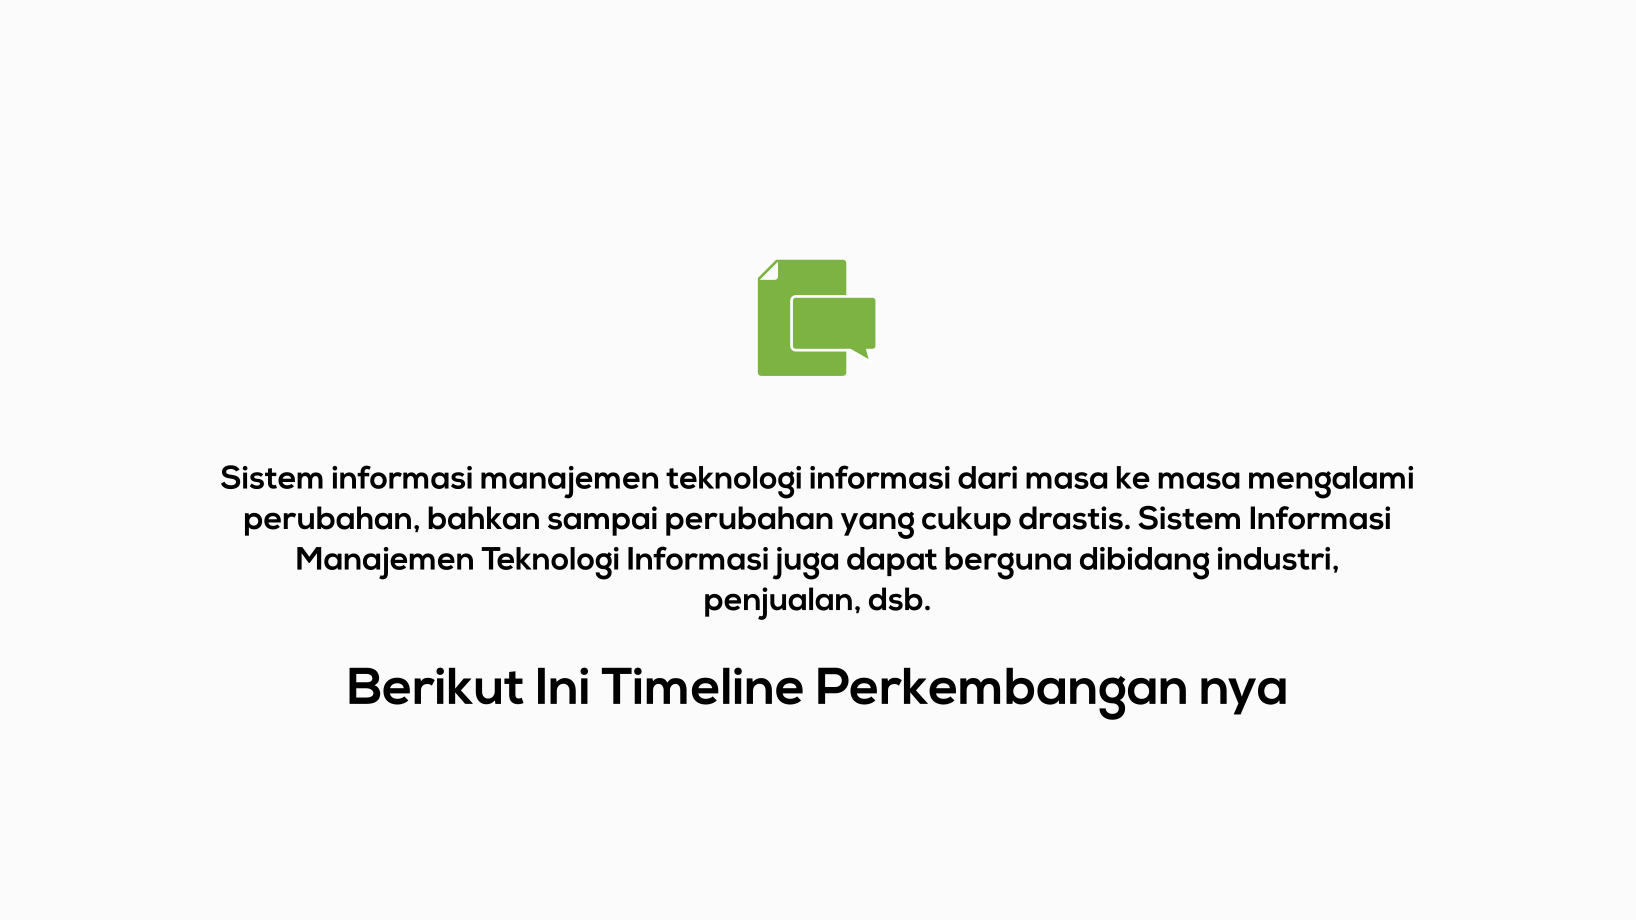 Sistem informasi manajemen teknologi informasi dari masa ke masa mengalami
perubahan, bahkan sampai perubahan yang cukup drastis. Sistem Informasi
Manajemen Teknologi Informasi juga dapat berguna dibidang industri,
penjualan, dsb.
Berikut Ini Timeline Perkembangan nya